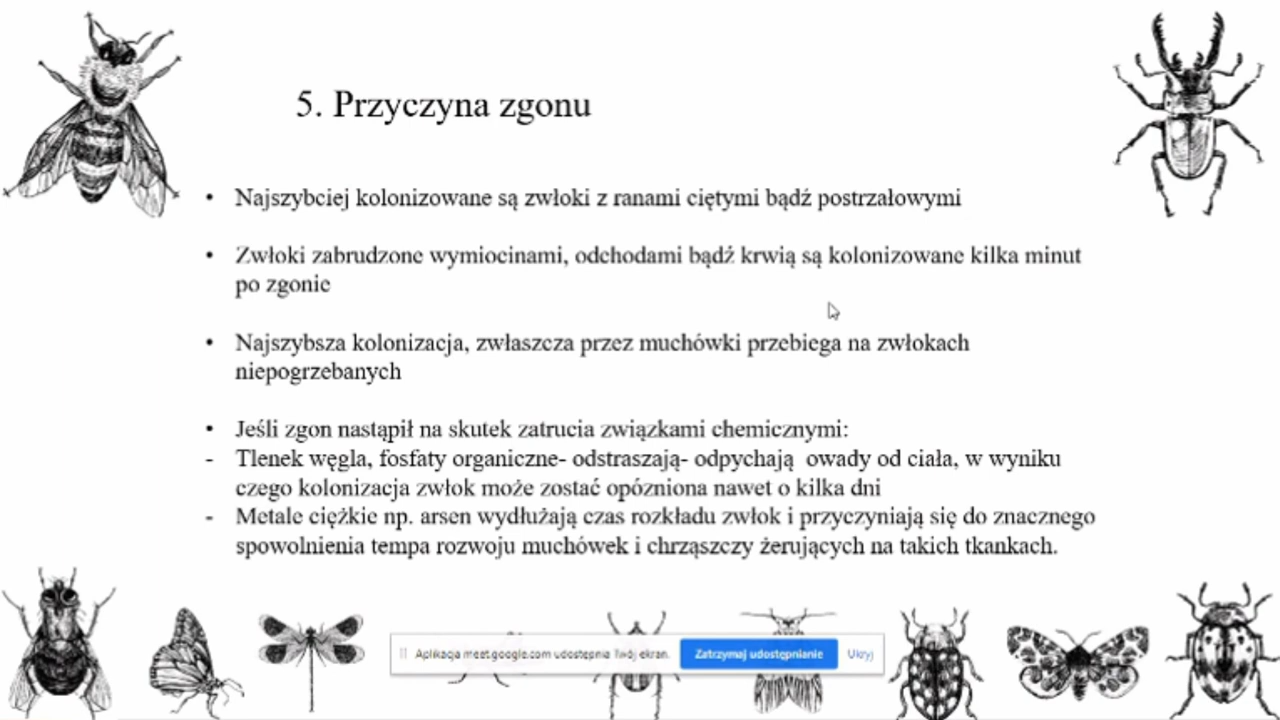 5. Przyczyna zgonu
• Najszybciej kolonizowane są zwłoki z ranami ciętymi bądź postrzałowymi
• Zwłoki zabrudzone wymiocinami, odchodami bądź krwią są kolonizowane kilka minut
po zgonie
• Najszybsza kolonizacja, zwłaszcza przez muchówki przebiega na zwłokach
niepogrzebanych
• Jeśli zgon nastąpił na skutek zatrucia związkami chemicznymi:
- Tlenek węgla, fosfaty organiczne- odstraszają- odpychają owady od ciała, w wyniku
czego kolonizacja zwłok może zostać opózniona nawet o kilka dni
- Metale ciężkie np. arsen wydłużają czas rozkładu zwłok i przyczyniają się do znacznego
spowolnienia tempa rozwoju muchówek i chrząszczy żerujących na takich tkankach.
Aplikacja meet.google.com udostępnia Twój ekran. Zatrzymaj udostępnianie Ukryj